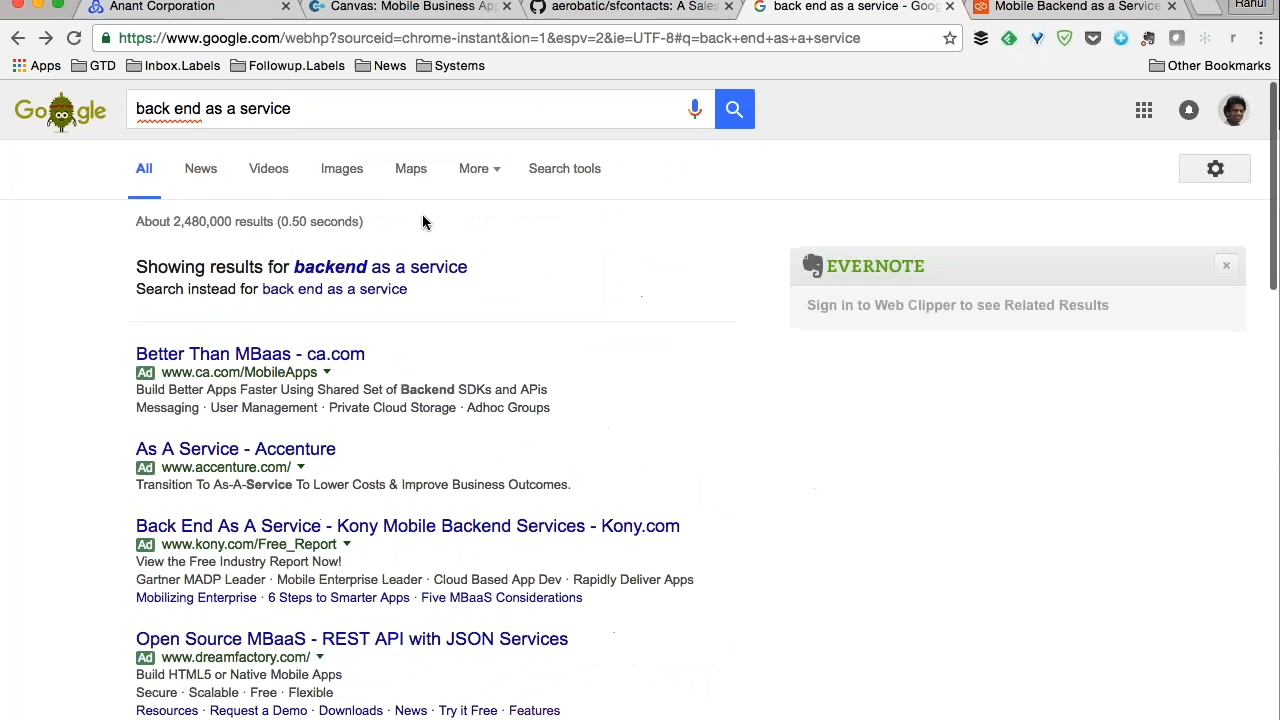 Anant Corporation
Canvas: Mobile Business Ap
aerobatic/sfcontacts: A Sales
back end as a service - Goog
Mobile Backend as a Service
Rahul
https://www.google.com/webhp?sourceid=chrome-instant&ion=1&espv=2&ie=UTF-8#q=back+end+as+a+service
Apps GTD Inbox.Labels Followup.Labels News Systems Other Bookmarks
Google
back end as a service
All News Videos Images Maps More Search tools
About 2,480,000 results (0.50 seconds)
Showing results for backend as a service
Search instead for back end as a service
EVERNOTE
Sign in to Web Clipper to see Related Results
Better Than MBaas - ca.com
Ad www.ca.com/MobileApps
Build Better Apps Faster Using Shared Set of Backend SDKs and APIs
Messaging · User Management · Private Cloud Storage · Adhoc Groups
As A Service - Accenture
Ad www.accenture.com/
Transition To As-A-Service To Lower Costs & Improve Business Outcomes.
Back End As A Service - Kony Mobile Backend Services - Kony.com
Ad www.kony.com/Free_Report
View the Free Industry Report Now!
Gartner MADP Leader · Mobile Enterprise Leader · Cloud Based App Dev · Rapidly Deliver Apps
Mobilizing Enterprise · 6 Steps to Smarter Apps · Five MBaaS Considerations
Open Source MBaaS - REST API with JSON Services
Ad www.dreamfactory.com/
Build HTML5 or Native Mobile Apps
Secure · Scalable · Free · Flexible
Resources · Request a Demo · Downloads · News · Try it Free · Features